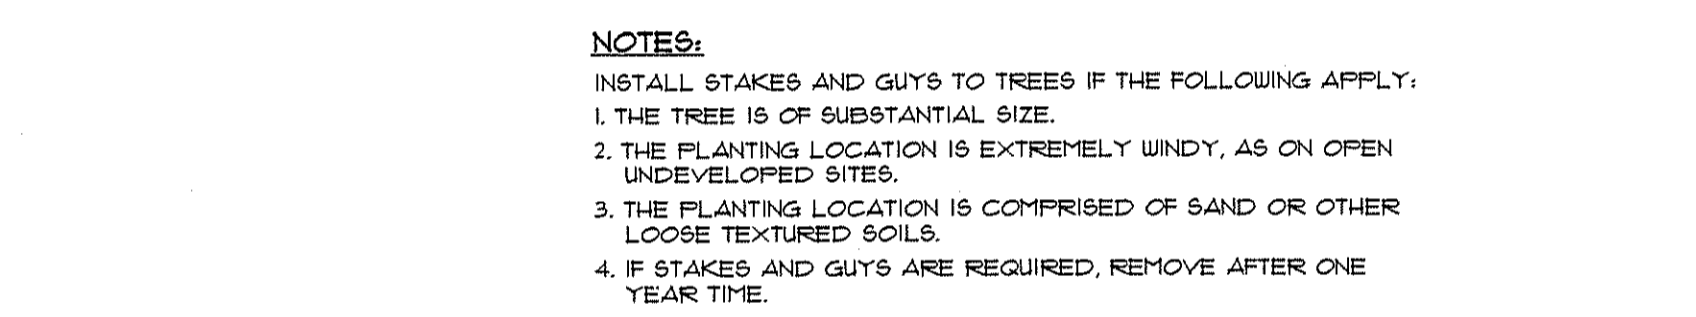 NOTES:
INSTALL STAKES AND GUYS TO TREES IF THE FOLLOWING APPLY:
1. THE TREE IS OF SUBSTANTIAL SIZE.
2. THE PLANTING LOCATION IS EXTREMELY WINDY, AS ON OPEN
UNDEVELOPED SITES.
3. THE PLANTING LOCATION IS COMPRISED OF SAND OR OTHER
LOOSE TEXTURED SOILS.
4. IF STAKES AND GUYS ARE REQUIRED, REMOVE AFTER ONE
YEAR TIME.